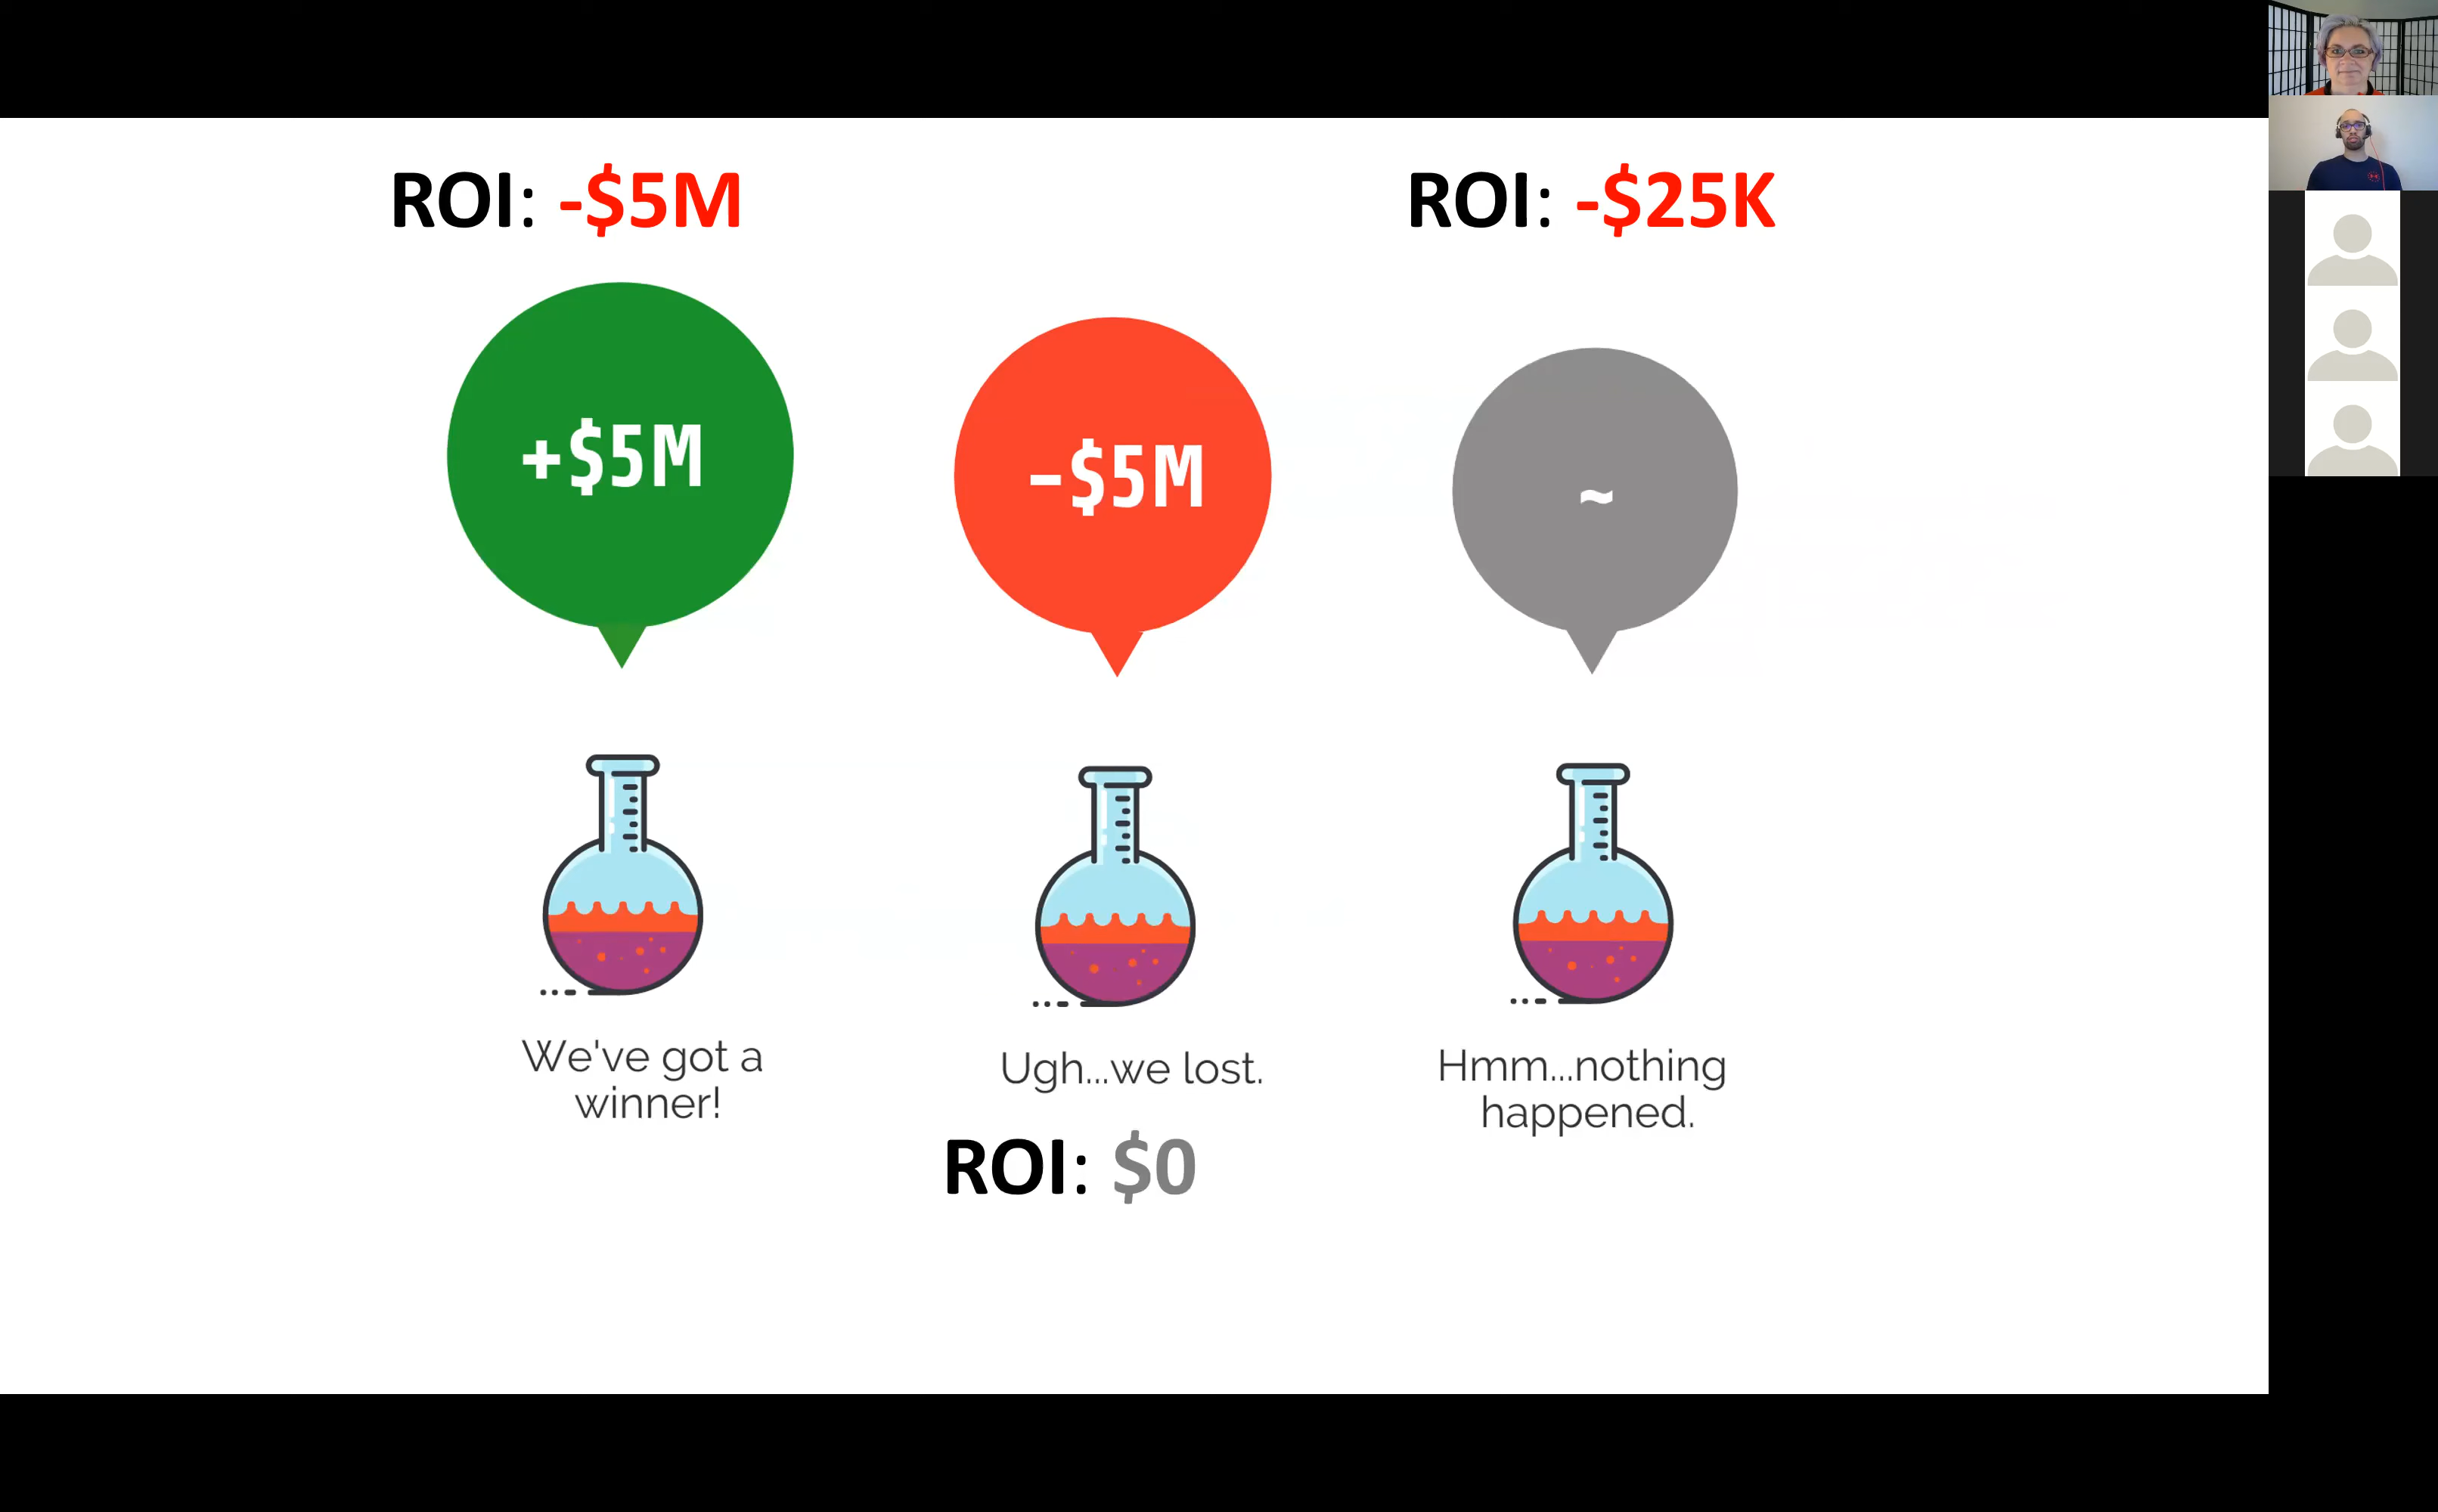 ROI: -$5M
ROI: -$25K
+$5M
-$5M
~
We've got a
winner!
Ugh...we lost.
Hmm...nothing
happened.
ROI: $0